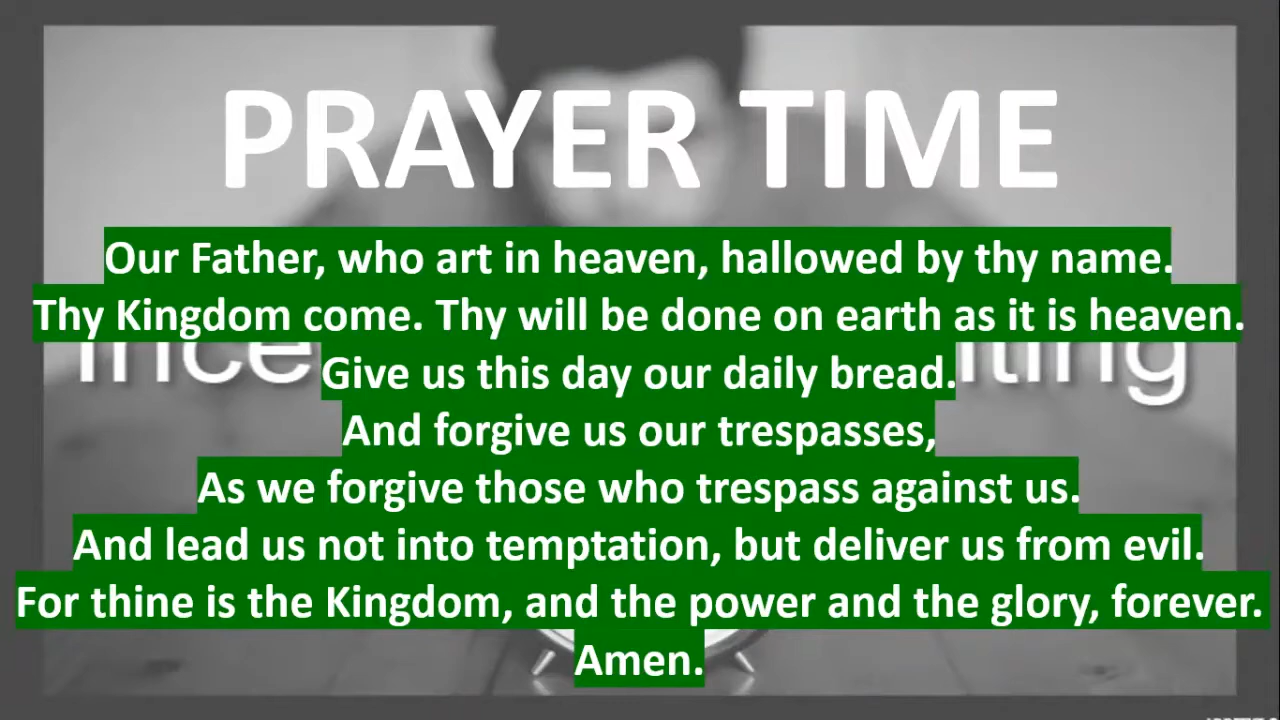 PRAYER TIME
Our Father, who art in heaven, hallowed by thy name.
Thy Kingdom come. Thy will be done on earth as it is heaven.
Give us this day our daily bread.
And forgive us our trespasses,
As we forgive those who trespass against us.
And lead us not into temptation, but deliver us from evil.
For thine is the Kingdom, and the power and the glory, forever.
Amen.